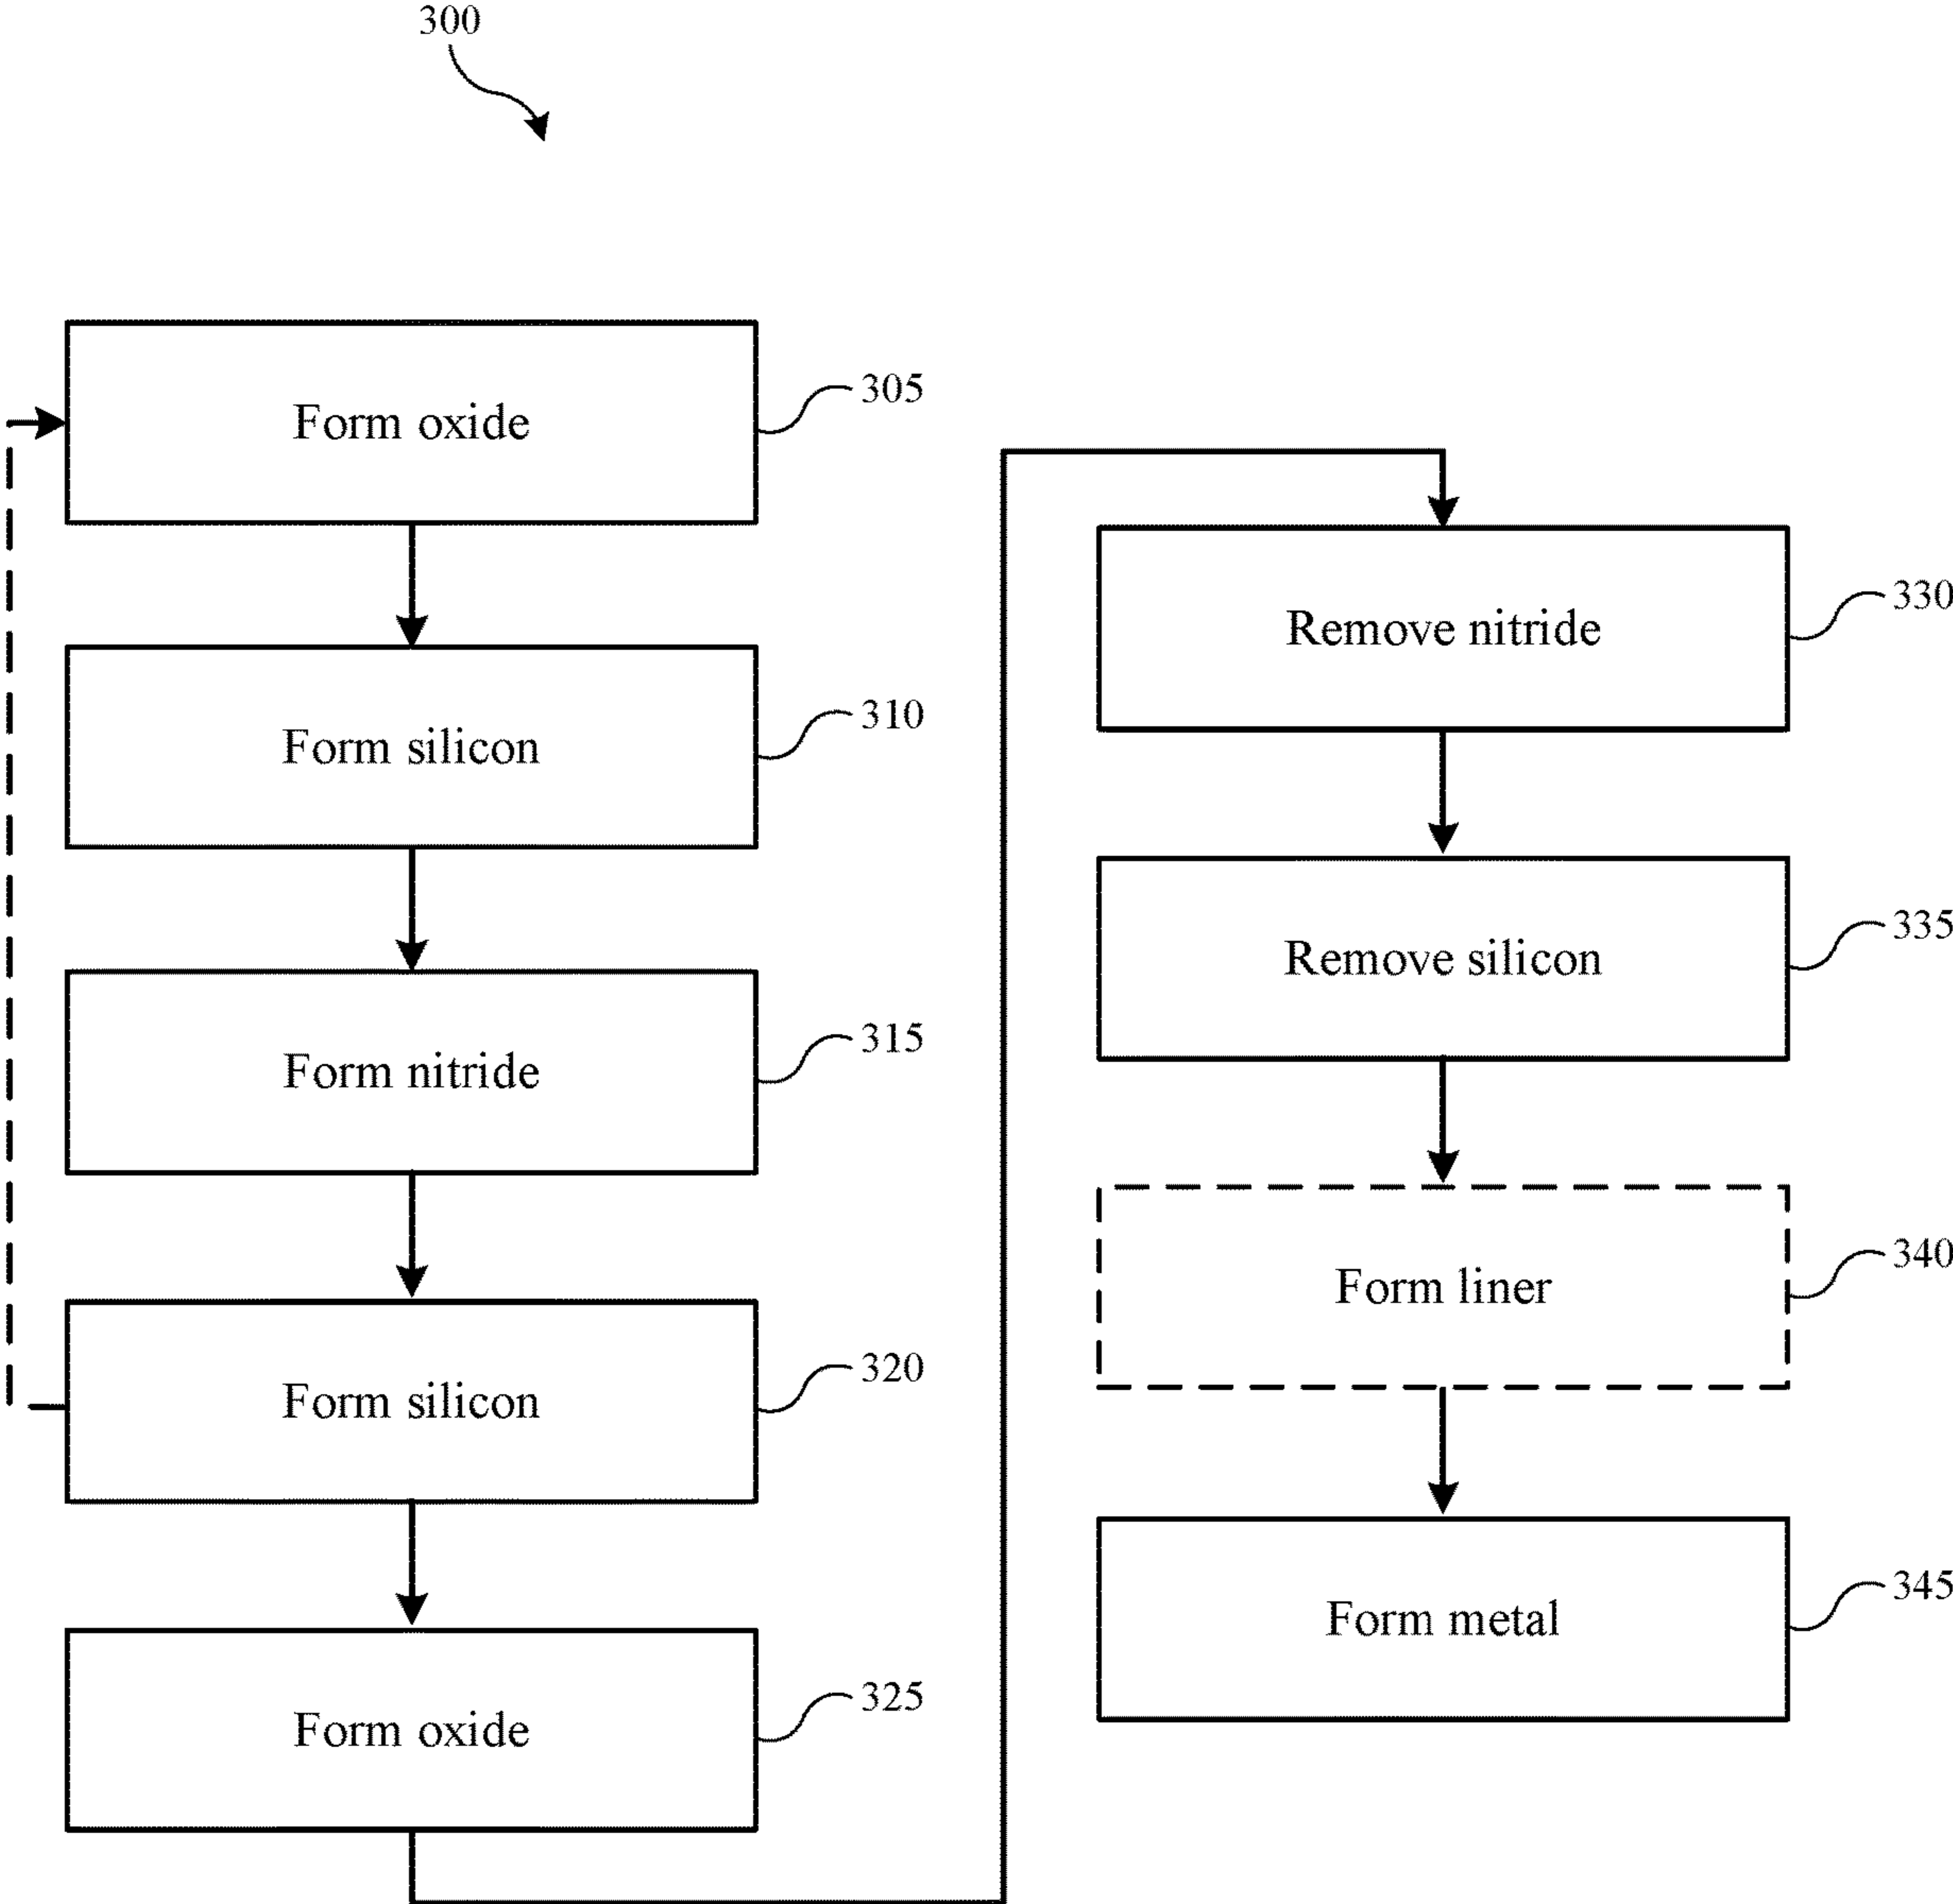 300
Form oxide
305
Form silicon
310
Form nitride
315
Form silicon
320
Form oxide
325
Remove nitride
330
Remove silicon
335
Form liner
340
Form metal
345